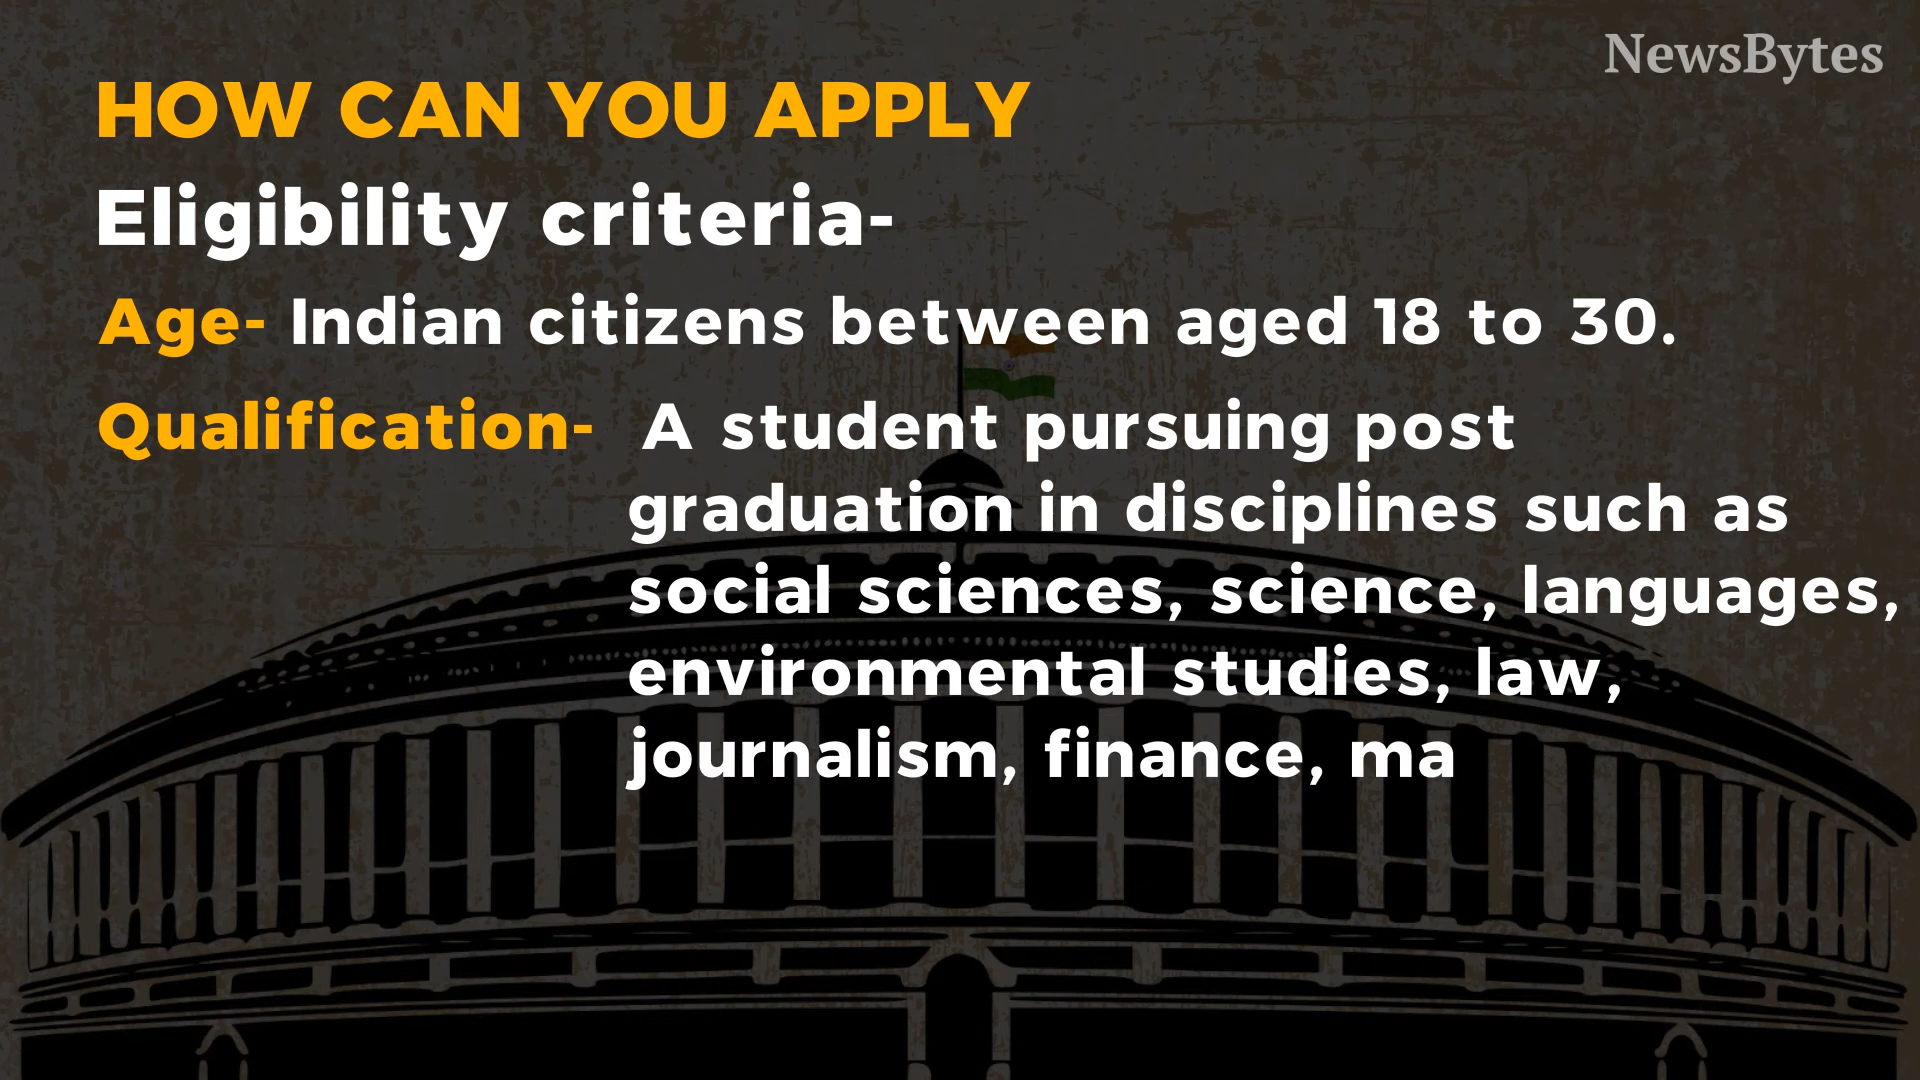 NewsBytes
HOW CAN YOU APPLY
Eligibility criteria-
Age- Indian citizens between aged 18 to 30.
Qualification- A student pursuing post
graduation in disciplines such as
social sciences, science, languages,
environmental studies, law,
journalism, finance, ma